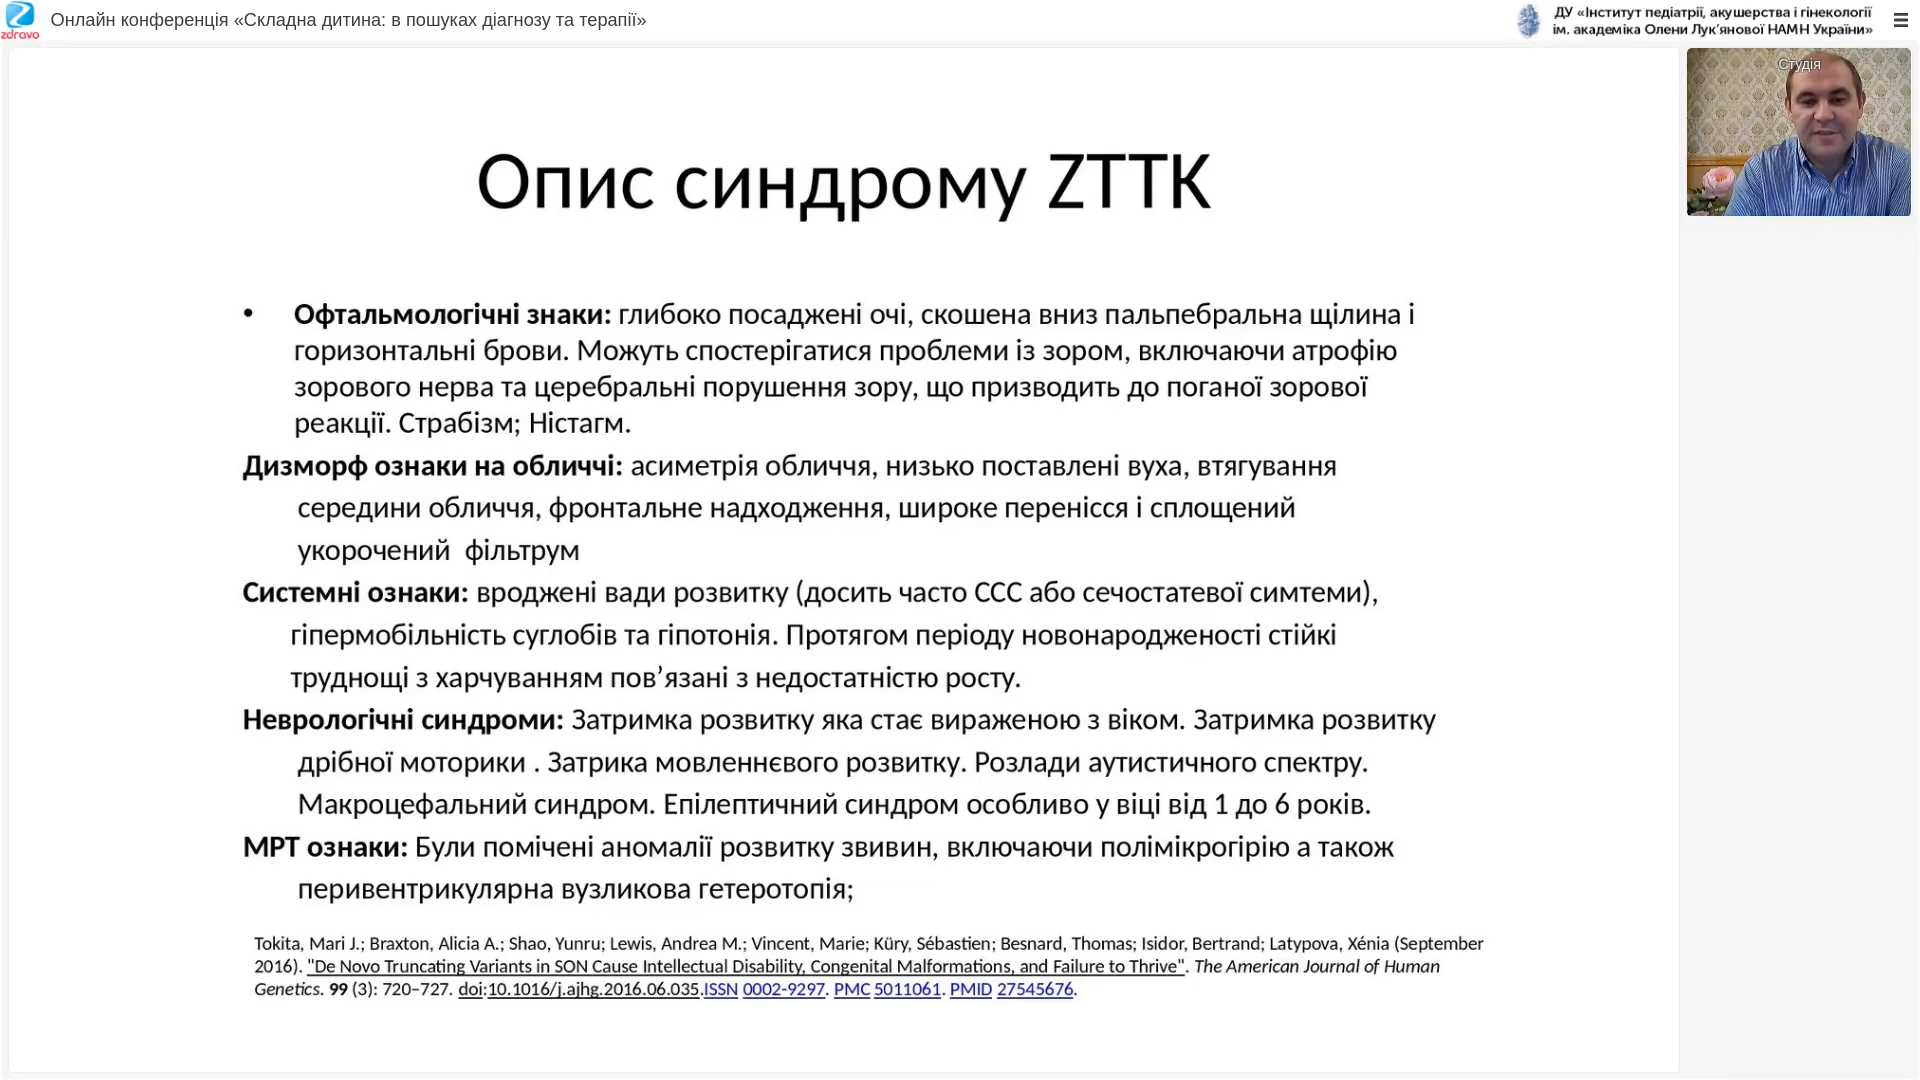 zdravo
Онлайн конференція «Складна дитина: в пошуках діагнозу та терапії»
ДУ «Інститут педіатрії, акушерства і гінекології
ім. академіка Олени Лук’янової НАМН України»
Студія
Опис синдрому ZTTK
• Офтальмологічні знаки: глибоко посаджені очі, скошена вниз пальпебральна щілина і
горизонтальні брови. Можуть спостерігатися проблеми із зором, включаючи атрофію
зорового нерва та церебральні порушення зору, що призводить до поганої зорової
реакції. Страбізм; Ністагм.
Дизморф ознаки на обличчі: асиметрія обличчя, низько поставлені вуха, втягування
середини обличчя, фронтальне надходження, широке перенісся і сплощений
укорочений фільтрум
Системні ознаки: вроджені вади розвитку (досить часто ССС або сечостатевої симтеми),
гіпермобільність суглобів та гіпотонія. Протягом періоду новонародженості стійкі
труднощі з харчуванням пов’язані з недостатністю росту.
Неврологічні синдроми: Затримка розвитку яка стає вираженою з віком. Затримка розвитку
дрібної моторики . Затрика мовленнєвого розвитку. Розлади аутистичного спектру.
Макроцефальний синдром. Епілептичний синдром особливо у віці від 1 до 6 років.
МРТ ознаки: Були помічені аномалії розвитку звивин, включаючи полімікрогірію а також
перивентрикулярна вузликова гетеротопія;
Tokita, Mari J.; Braxton, Alicia A.; Shao, Yunru; Lewis, Andrea M.; Vincent, Marie; Küry, Sébastien; Besnard, Thomas; Isidor, Bertrand; Latypova, Xénia (September
2016). "De Novo Truncating Variants in SON Cause Intellectual Disability, Congenital Malformations, and Failure to Thrive". The American Journal of Human
Genetics. 99 (3): 720–727. doi:10.1016/j.ajhg.2016.06.035.ISSN 0002-9297. PMC 5011061. PMID 27545676.